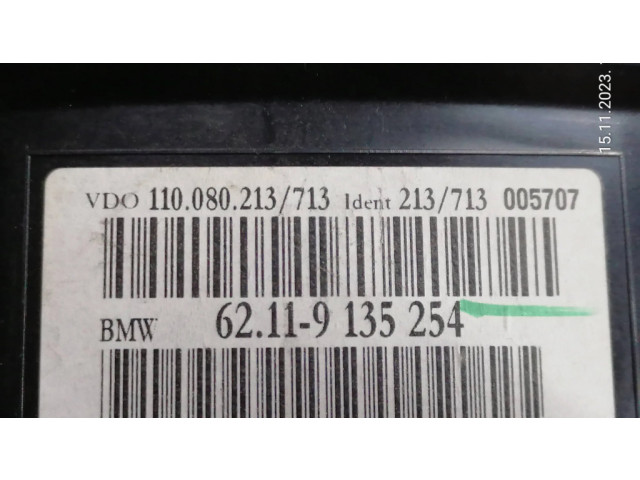 VDO 110.080.213/713 Ident 213/713 005707
BMW 62.11-9 135 254
15.11.2023.